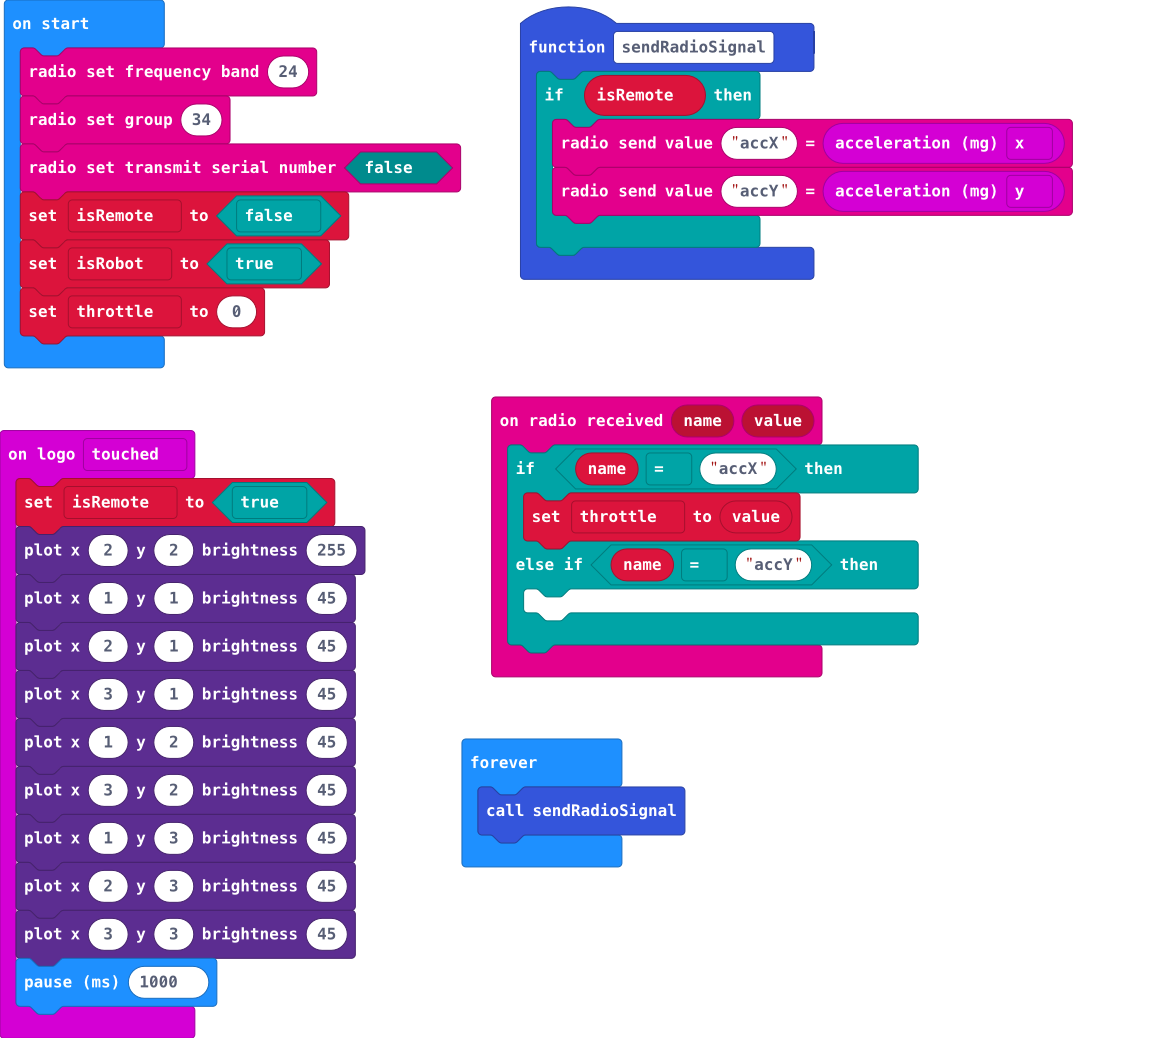 on start
radio set frequency band 24
radio set group 34
radio set transmit serial number false
set isRemote to false
set isRobot to true
set throttle to 0
function sendRadioSignal
if isRemote then
radio send value "accX" = acceleration (mg) x
radio send value "accY" = acceleration (mg) y
on logo touched
set isRemote to true
plot x 2 y 2 brightness 255
plot x 1 y 1 brightness 45
plot x 2 y 1 brightness 45
plot x 3 y 1 brightness 45
plot x 1 y 2 brightness 45
plot x 3 y 2 brightness 45
plot x 1 y 3 brightness 45
plot x 2 y 3 brightness 45
plot x 3 y 3 brightness 45
pause (ms) 1000
on radio received name value
if name = "accX" then
set throttle to value
else if name = "accY" then
forever
call sendRadioSignal